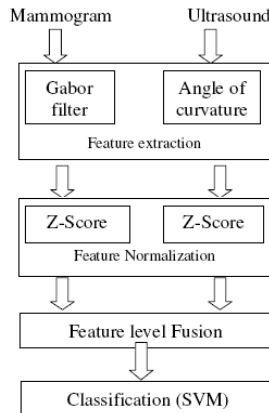 Mammogram Ultrasound
Gabor filter
Angle of curvature
Feature extraction
Z-Score Z-Score
Feature Normalization
Feature level Fusion
Classification (SVM)